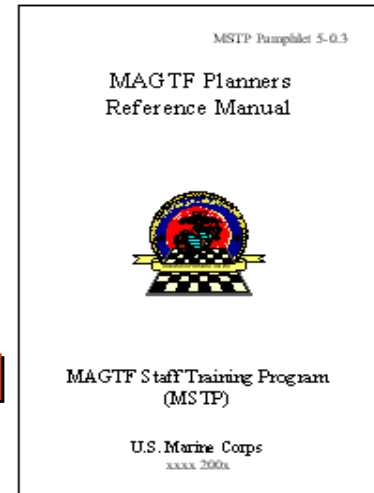 MSTP Pamphlet 5-0.3
MAGTF Planners
Reference Manual
MAGTF Staff Training Program
(MSTP)
U.S. Marine Corps
xxxx 200x